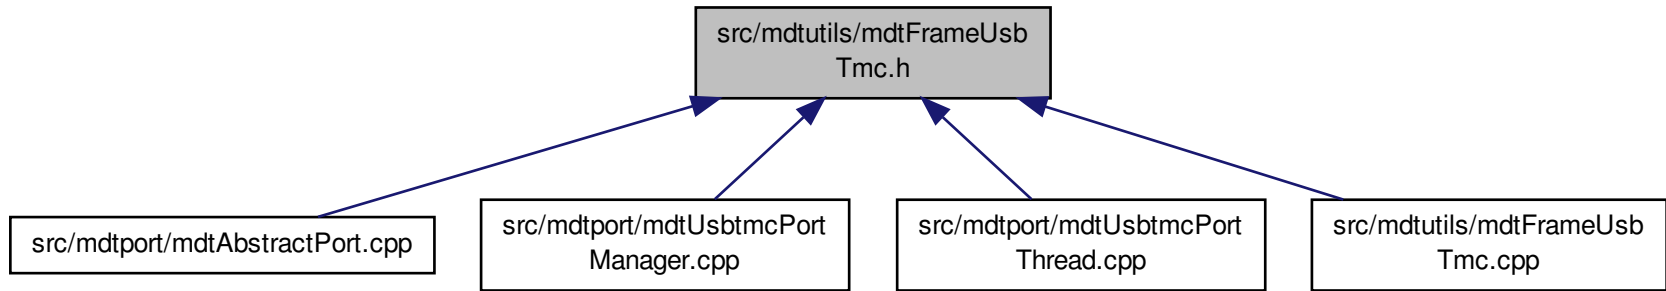 src/mdtutils/mdtFrameUsb
Tmc.h
src/mdtport/mdtAbstractPort.cpp
src/mdtport/mdtUsbtmcPort
Manager.cpp
src/mdtport/mdtUsbtmcPort
Thread.cpp
src/mdtutils/mdtFrameUsb
Tmc.cpp